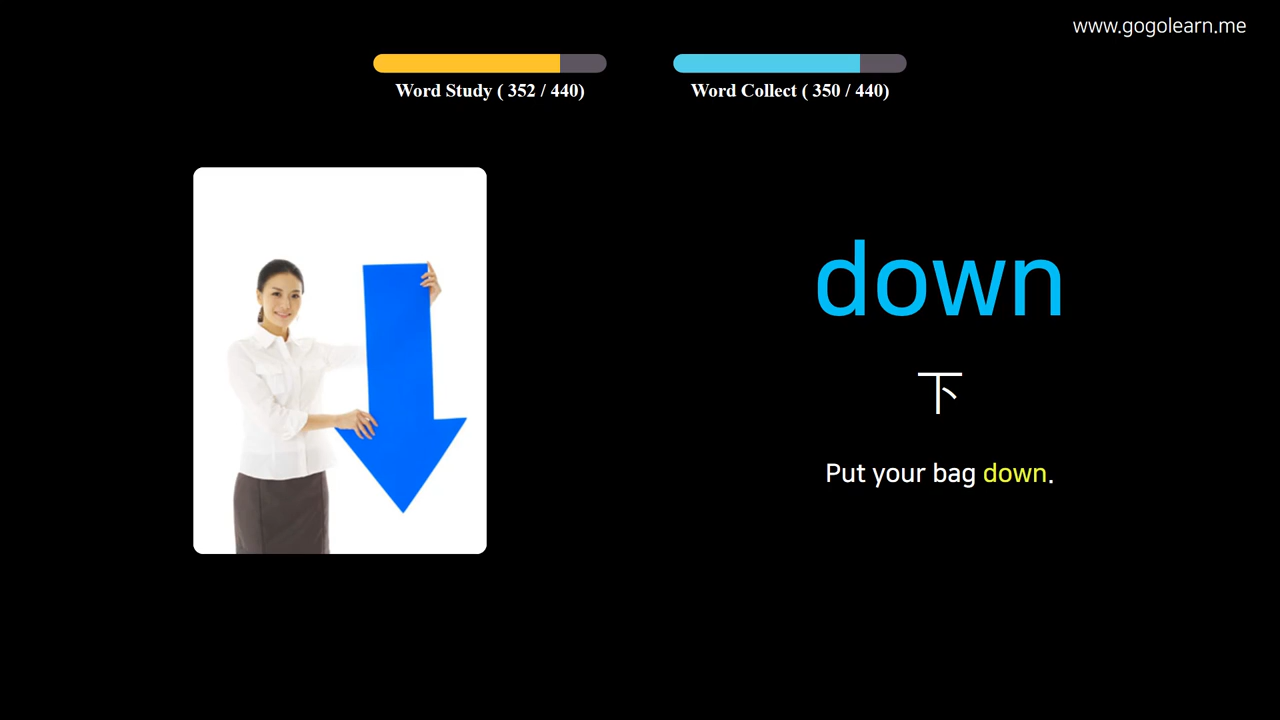 www.gogolearn.me
Word Study ( 352 / 440)
Word Collect ( 350 / 440)
down
下
Put your bag down.